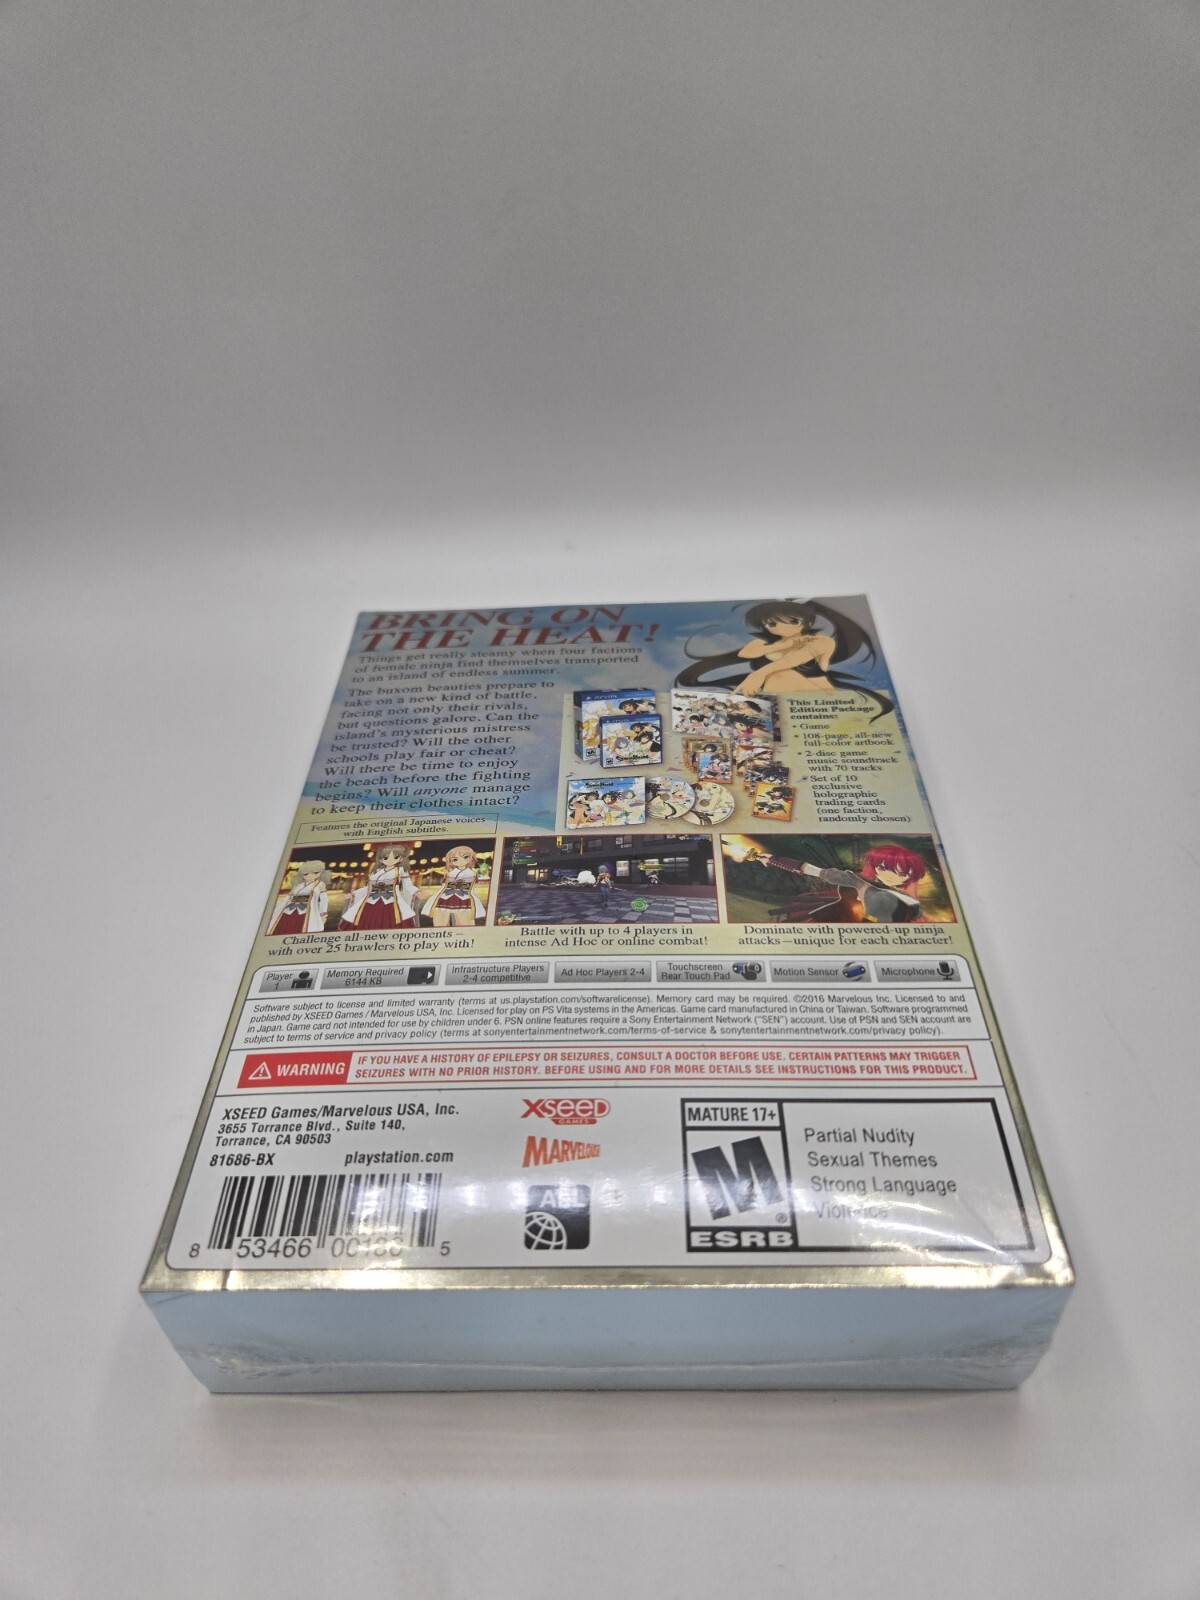 BRING ON
THE HEAT!
Things get really steamy when four factions
of female ninja find themselves transported
to an island of endless summer.
The buxom beauties prepare to
take on a new kind of battle,
facing not only their rivals,
but questions galore. Can the
island's mysterious mistress
be trusted? Will the other
schools play fair or cheat?
Will there be time to enjoy
the beach before the fighting
begins? Will anyone manage
to keep their clothes intact?
Features the original Japanese voices
with English subtitles.
This Limited
Edition Package
contains:
• Game
• 108-page, all-new
full-color artbook
• 2-disc game
music soundtrack
with 70 tracks
• Set of 10
exclusive
holographic
trading cards
(one faction,
randomly chosen)
Challenge all-new opponents —
with over 25 brawlers to play with!
Battle with up to 4 players in
intense Ad Hoc or online combat!
Dominate with powered-up ninja
attacks—unique for each character!
Player
1
Memory Required
6144 KB
Infrastructure Players
2-4 competitive
Ad Hoc Players 2-4
Touchscreen
Rear Touch Pad
Motion Sensor
Microphone
Software subject to license and limited warranty (terms at us.playstation.com/softwarelicense). Memory card may be required. ©2016 Marvelous Inc. Licensed to and
published by XSEED Games / Marvelous USA, Inc. Licensed for play on PS Vita systems in the Americas. Game card manufactured in China or Taiwan. Software programmed
in Japan. Game card not intended for use by children under 6. PSN online features require a Sony Entertainment Network ("SEN") account. Use of PSN and SEN account are
subject to terms of service and privacy policy (terms at sonyentertainmentnetwork.com/terms-of-service & sonyentertainmentnetwork.com/privacy policy).
WARNING
IF YOU HAVE A HISTORY OF EPILEPSY OR SEIZURES, CONSULT A DOCTOR BEFORE USE. CERTAIN PATTERNS MAY TRIGGER
SEIZURES WITH NO PRIOR HISTORY. BEFORE USING AND FOR MORE DETAILS SEE INSTRUCTIONS FOR THIS PRODUCT.
XSEED Games/Marvelous USA, Inc.
3655 Torrance Blvd., Suite 140,
Torrance, CA 90503
81686-BX playstation.com
8 53466 00186 5
XSEED
GAMES
MARVELOUS!
ALL
MATURE 17+
M
ESRB
Partial Nudity
Sexual Themes
Strong Language
Violence